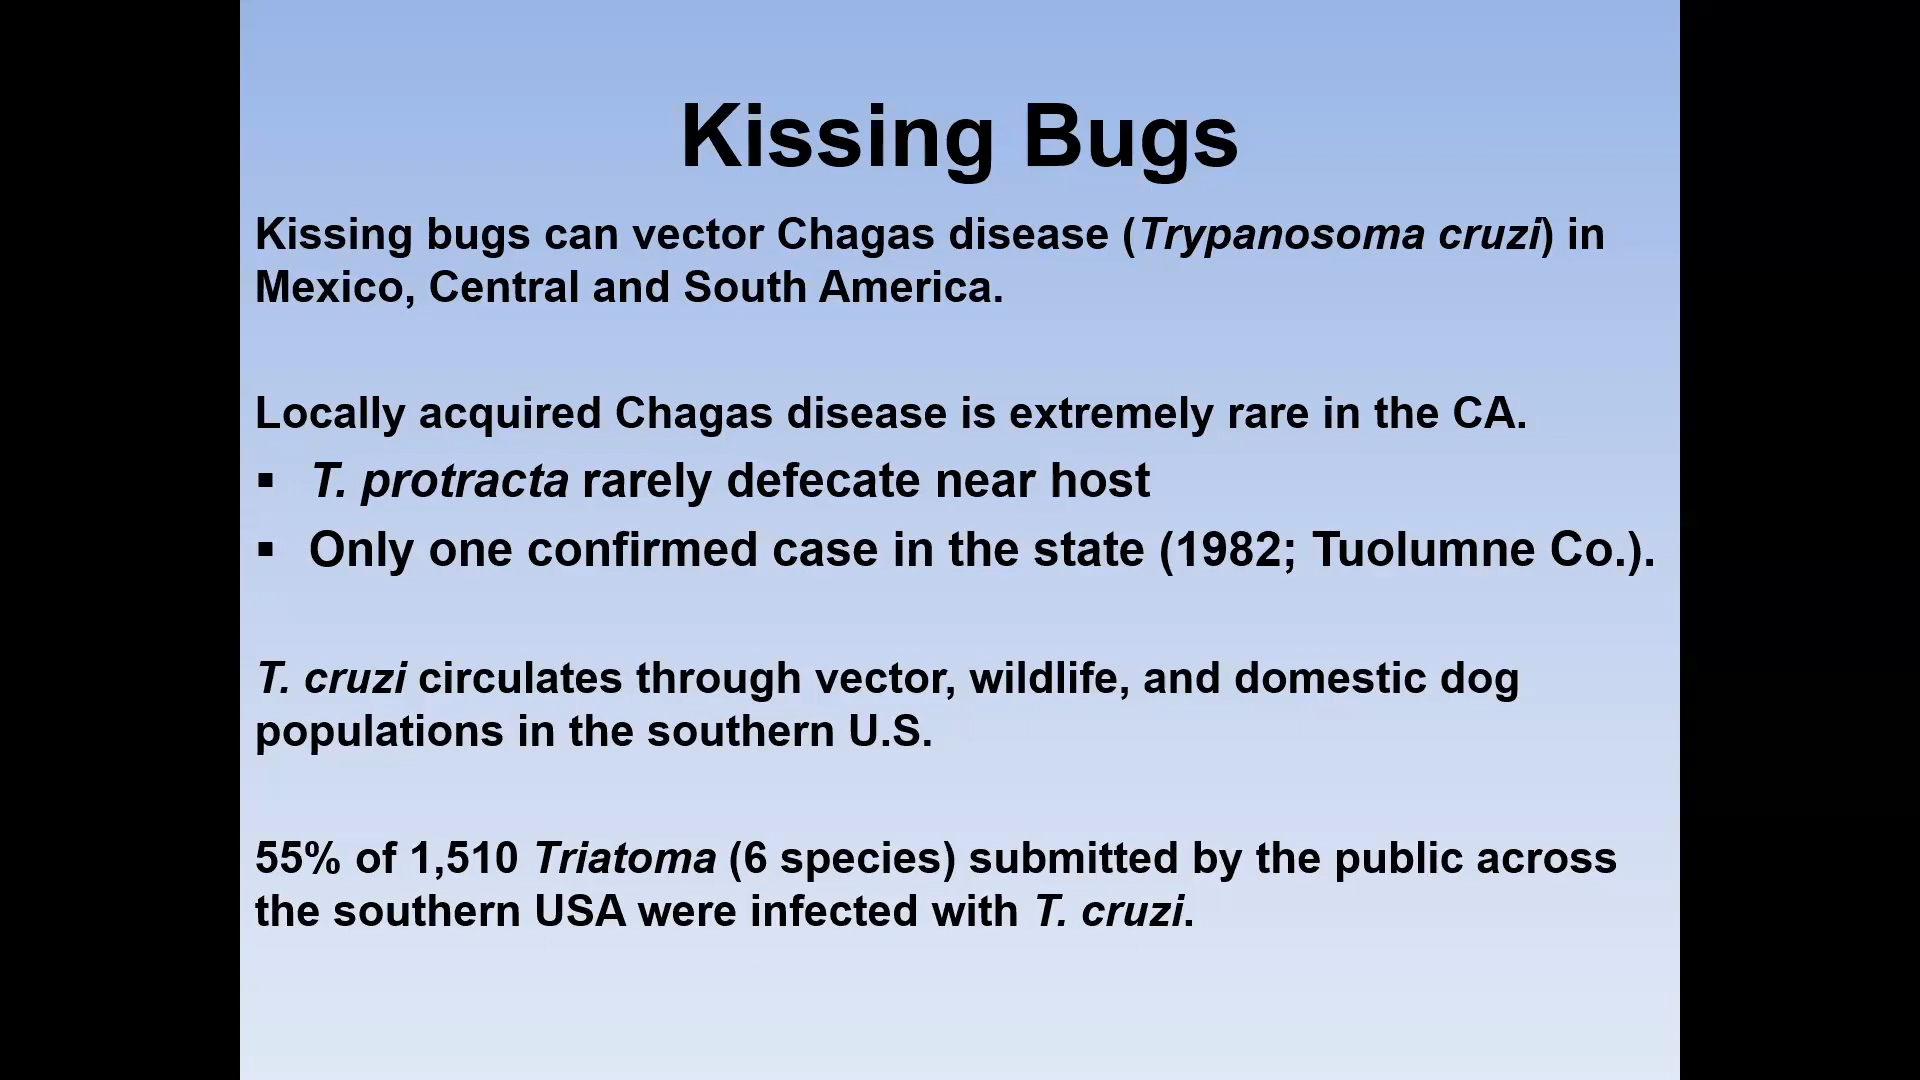 Kissing Bugs
Kissing bugs can vector Chagas disease (Trypanosoma cruzi) in
Mexico, Central and South America.
Locally acquired Chagas disease is extremely rare in the CA.
▪ T. protracta rarely defecate near host
▪ Only one confirmed case in the state (1982; Tuolumne Co.).
T. cruzi circulates through vector, wildlife, and domestic dog
populations in the southern U.S.
55% of 1,510 Triatoma (6 species) submitted by the public across
the southern USA were infected with T. cruzi.